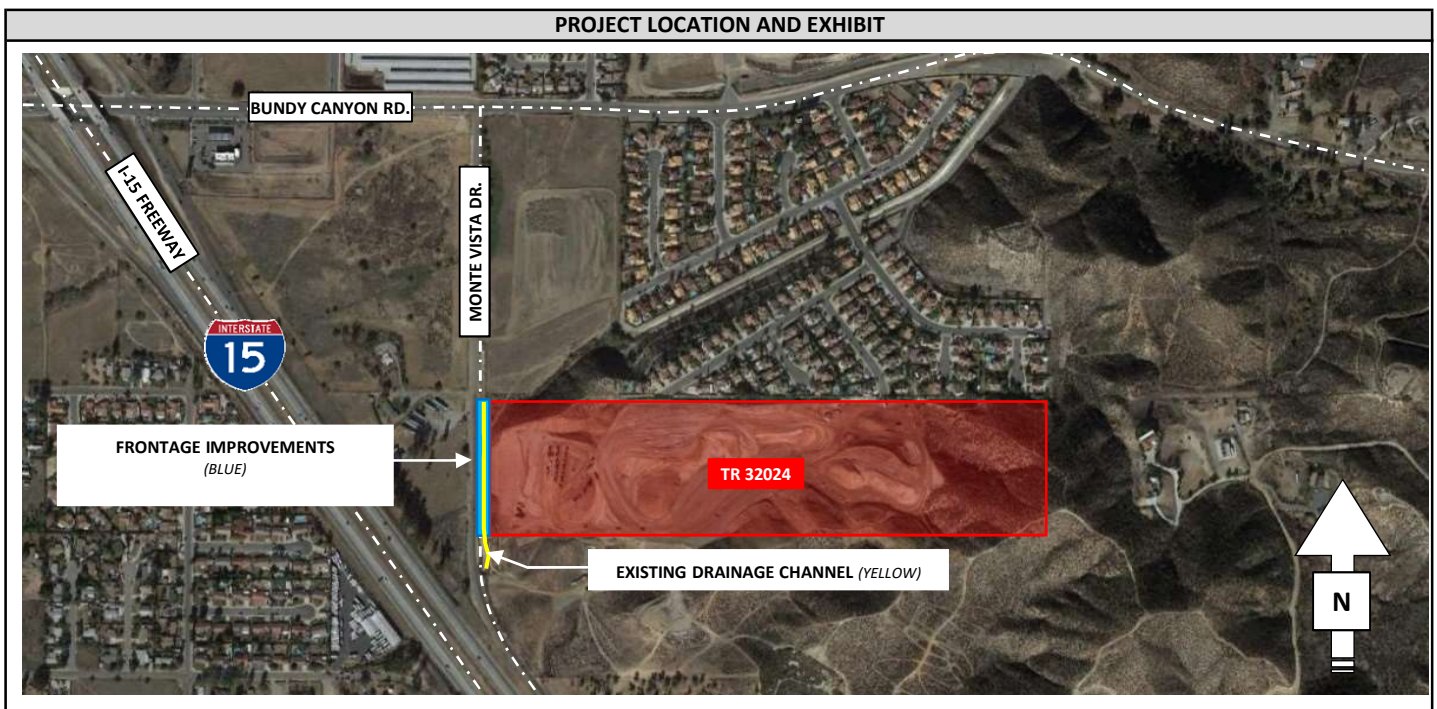 PROJECT LOCATION AND EXHIBIT
BUNDY CANYON RD.
I-15 FREEWAY
MONTE VISTA DR.
INTERSTATE
15
FRONTAGE IMPROVEMENTS
(BLUE)
TR 32024
EXISTING DRAINAGE CHANNEL (YELLOW)
N